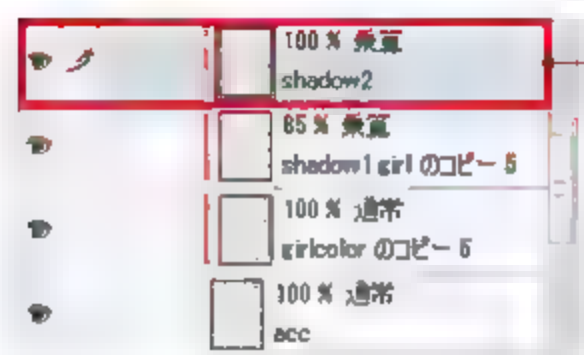 100 % 乗算
shadow2
85 % 乗算
shadow1 girl のコピー 5
100 % 通常
girlcolor のコピー 5
100 % 通常
acc